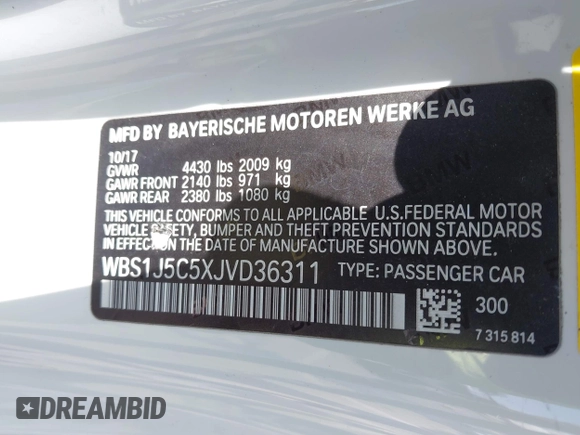 MFD BY BAYERISCHE MOTOREN WERKE AG
10/17
GVWR 4430 lbs 2009 kg
GAWR FRONT 2140 lbs 971 kg
GAWR REAR 2380 lbs 1080 kg
THIS VEHICLE CONFORMS TO ALL APPLICABLE U.S.FEDERAL MOTOR
VEHICLE SAFETY, BUMPER AND THEFT PREVENTION STANDARDS
IN EFFECT ON THE DATE OF MANUFACTURE SHOWN ABOVE.
WBS1J5C5XJVD36311 TYPE: PASSENGER CAR
300
7 315 814
DREAMBID